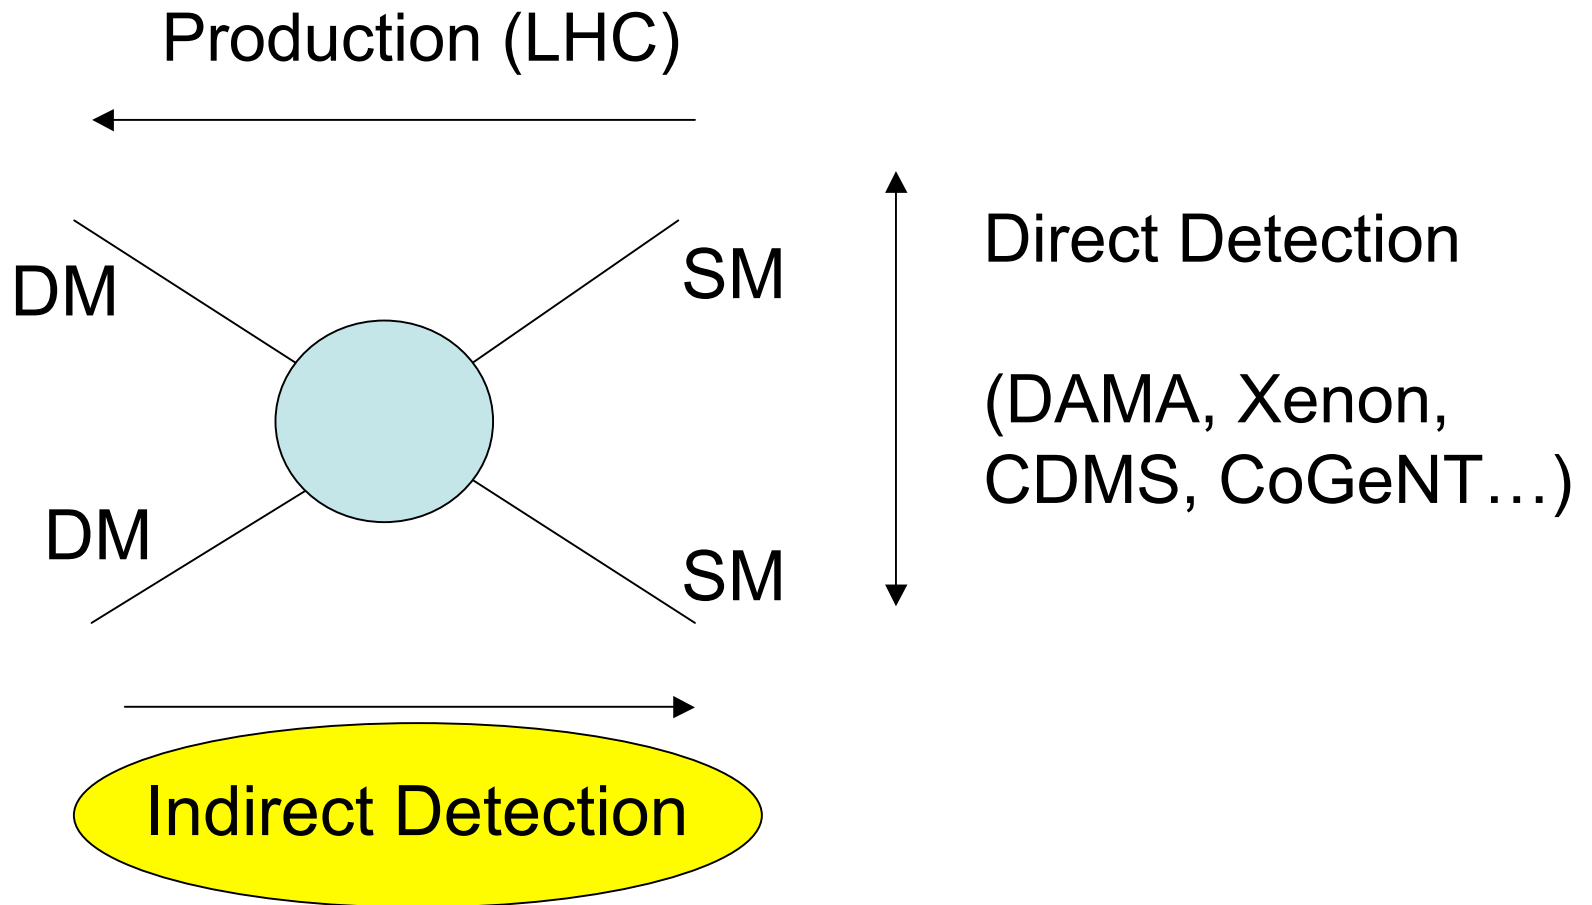 Production (LHC)
DM
SM
Direct Detection
(DAMA, Xenon,
CDMS, CoGeNT…)
DM
SM
Indirect Detection